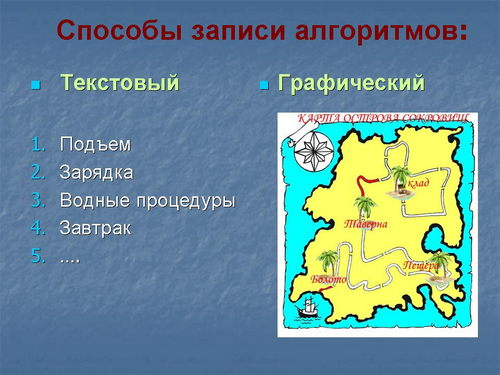 Способы записи алгоритмов:
Текстовый
1. Подъем
2. Зарядка
3. Водные процедуры
4. Завтрак
5. ....
Графический
КАРТА ОСТРОВА СОКРОВИЩ
клад
Таверна
Пещера
Болото